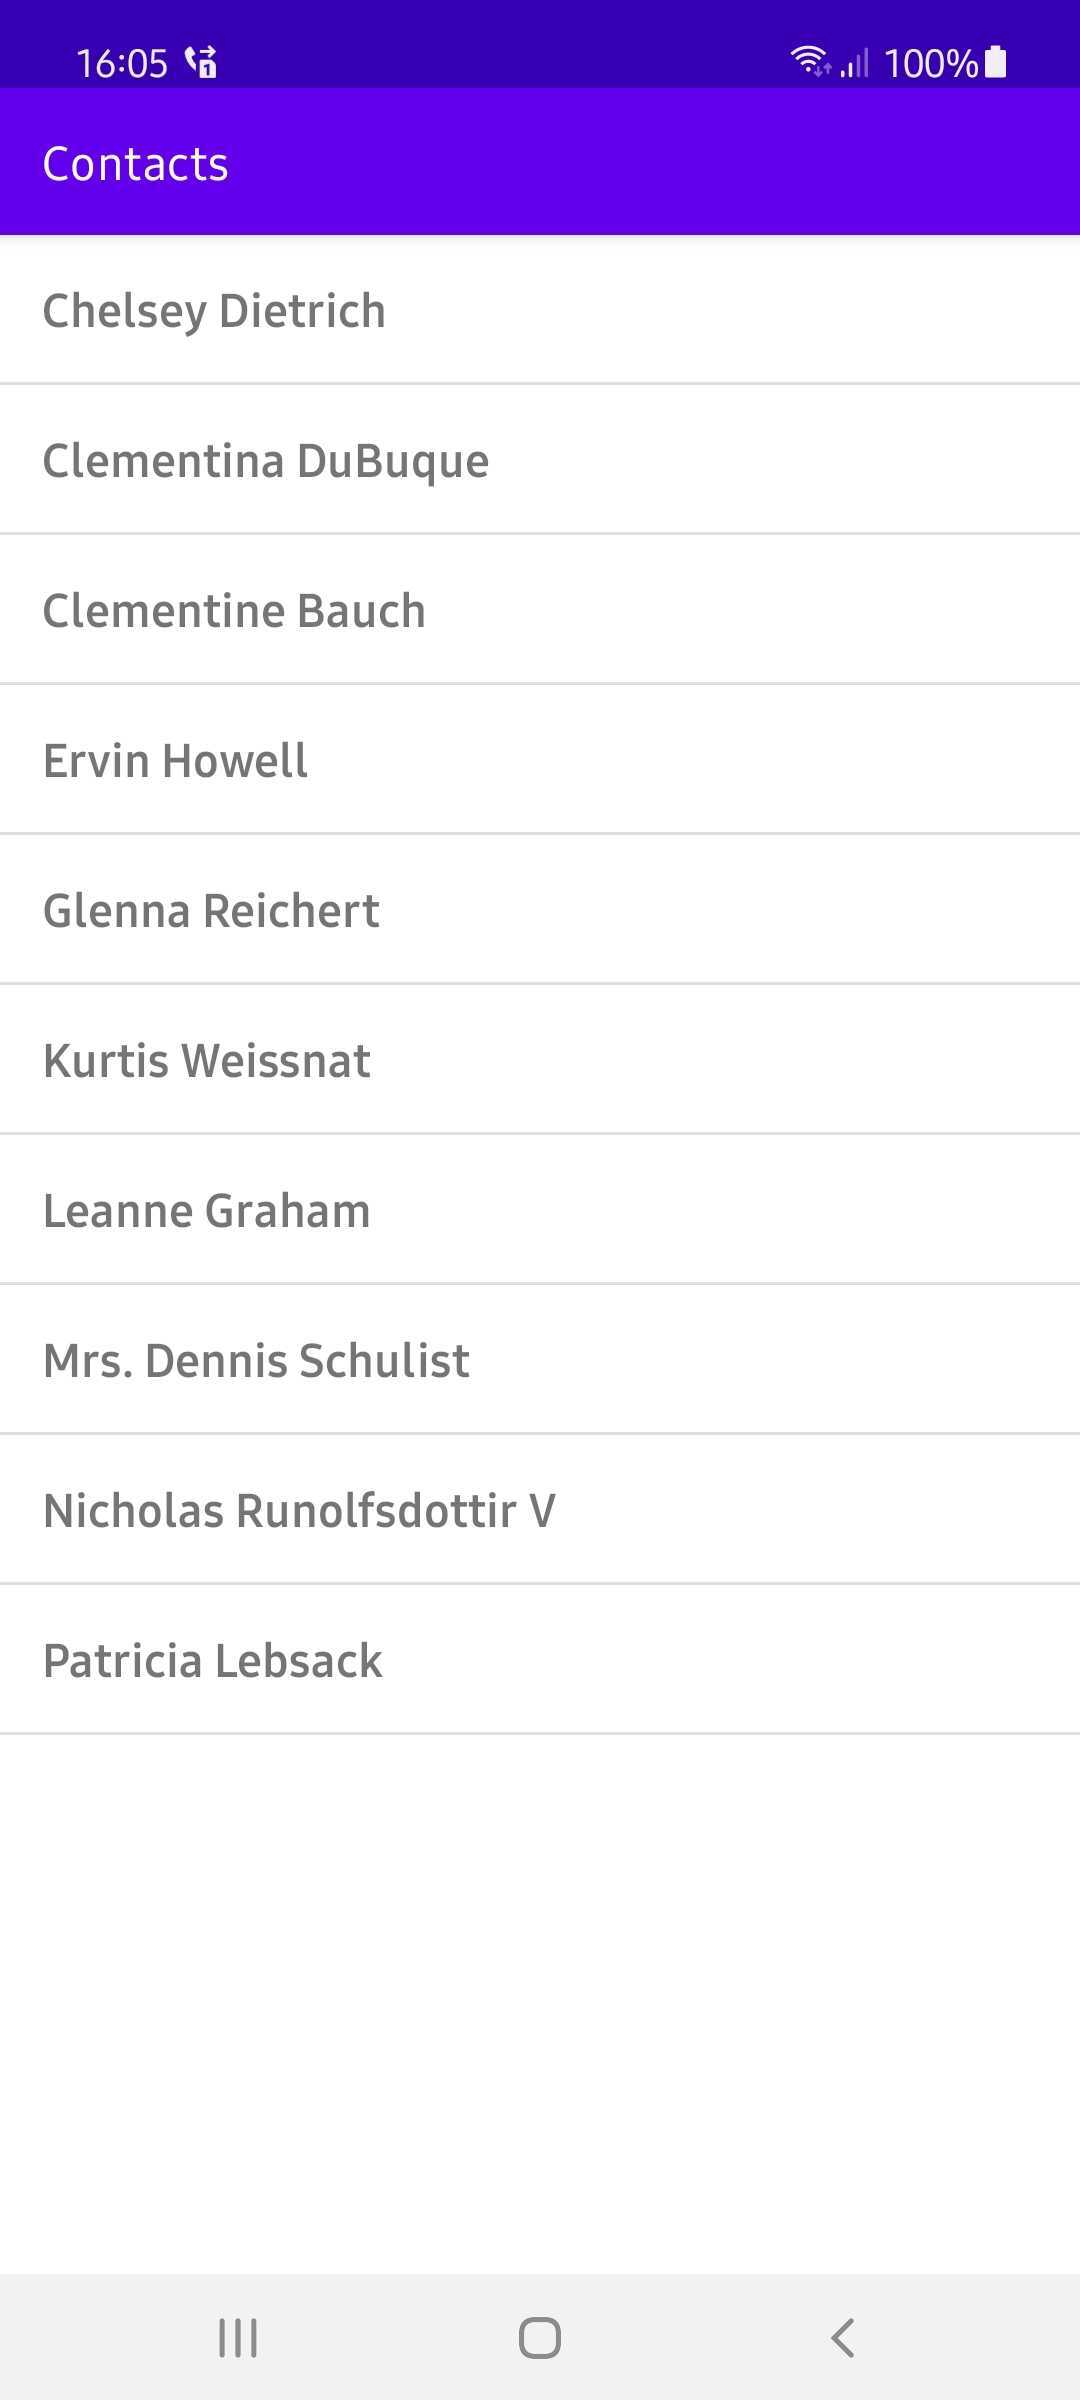 16:05
100%
Contacts
Chelsey Dietrich
Clementina DuBuque
Clementine Bauch
Ervin Howell
Glenna Reichert
Kurtis Weissnat
Leanne Graham
Mrs. Dennis Schulist
Nicholas Runolfsdottir V
Patricia Lebsack